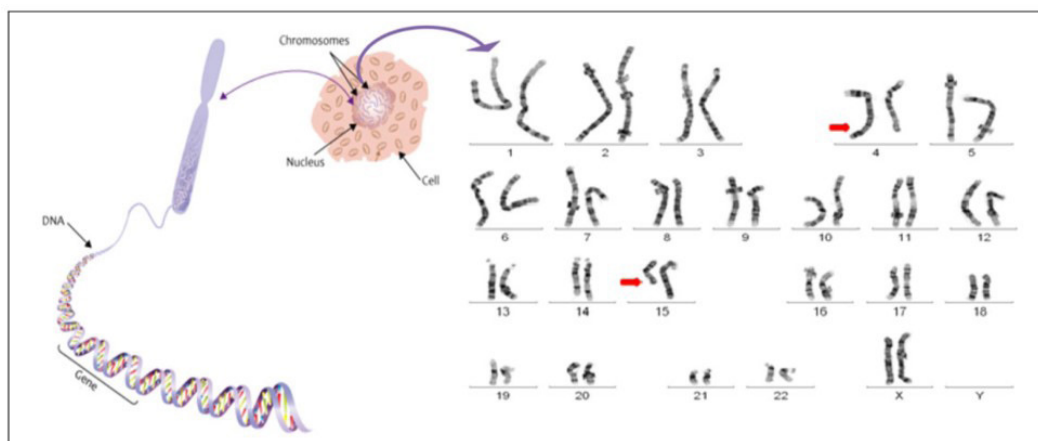 Chromosomes
Nucleus
Cell
DNA
Gene
1 2 3 4 5
6 7 8 9 10 11 12
13 14 15 16 17 18
19 20 21 22 X Y